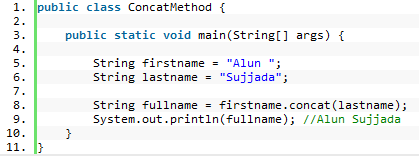 1. public class ConcatMethod {
2.
3.     public static void main(String[] args) {
4.
5.         String firstname = "Alun ";
6.         String lastname = "Sujjada";
7.
8.         String fullname = firstname.concat(lastname);
9.         System.out.println(fullname); //Alun Sujjada
10.     }
11. }